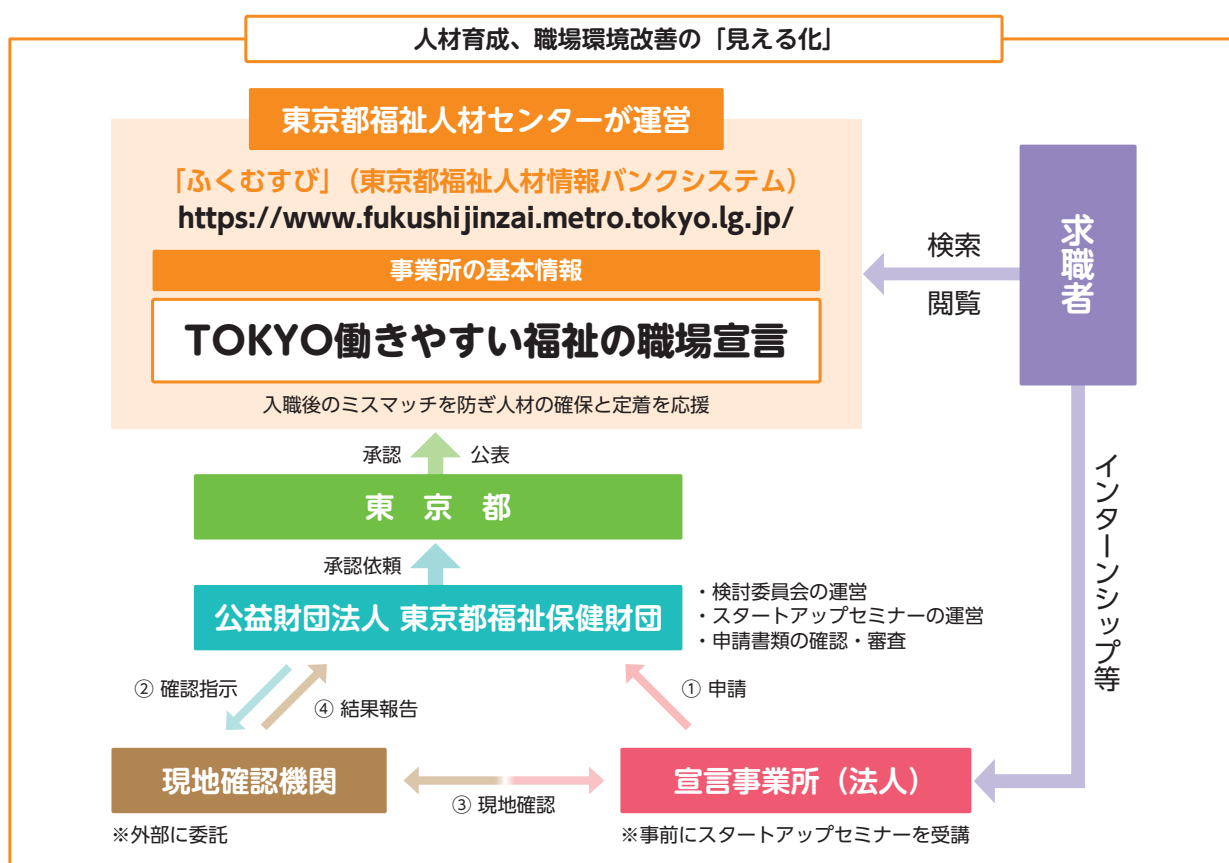 人材育成、職場環境改善の「見える化」
東京都福祉人材センターが運営
「ふくむすび」（東京都福祉人材情報バンクシステム）
https://www.fukushijinzai.metro.tokyo.lg.jp/
事業所の基本情報
TOKYO働きやすい福祉の職場宣言
入職後のミスマッチを防ぎ人材の確保と定着を応援
検索
閲覧
求職者
承認
公表
東京都
承認依頼
公益財団法人 東京都福祉保健財団
・検討委員会の運営
・スタートアップセミナーの運営
・申請書類の確認・審査
インターンシップ等
② 確認指示
④ 結果報告
① 申請
現地確認機関
③ 現地確認
宣言事業所（法人）
※外部に委託
※事前にスタートアップセミナーを受講